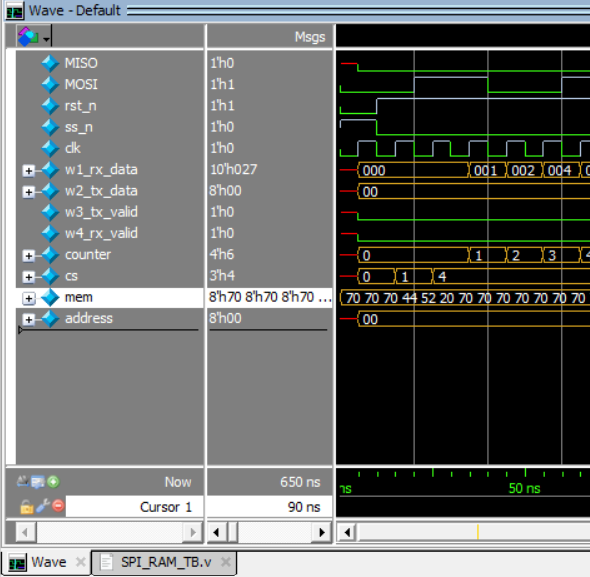 Wave - Default
Msgs
MISO 1'h0
MOSI 1'h1
rst_n 1'h1
ss_n 1'h0
clk 1'h0
w1_rx_data 10'h027 000 001 002 004
w2_tx_data 8'h00 00
w3_tx_valid 1'h0
w4_rx_valid 1'h0
counter 4'h6 0 1 2 3 4
cs 3'h4 0 1 4
mem 8'h70 8'h70 8'h70 ... 70 70 70 44 52 20 70 70 70 70 70 70 70
address 8'h00 00
Now 650 ns ns 50 ns
Cursor 1 90 ns
Wave SPI_RAM_TB.v